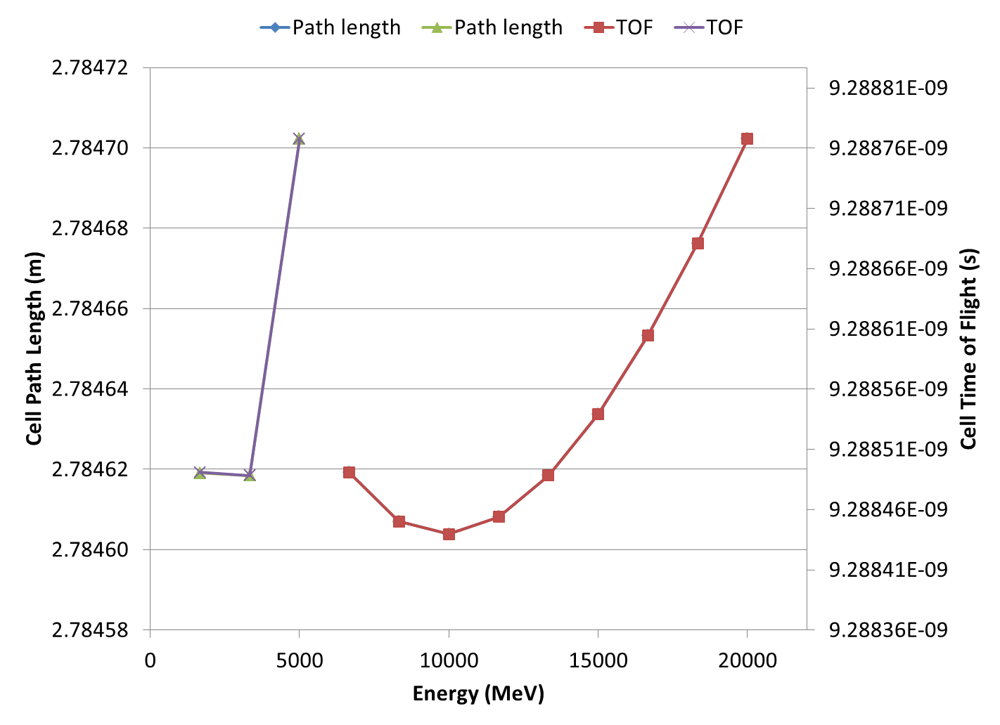 Path length Path length TOF TOF
2.78472
2.78470
2.78468
2.78466
2.78464
2.78462
2.78460
2.78458
Cell Path Length (m)
9.28881E-09
9.28876E-09
9.28871E-09
9.28866E-09
9.28861E-09
9.28856E-09
9.28851E-09
9.28846E-09
9.28841E-09
9.28836E-09
Cell Time of Flight (s)
0 5000 10000 15000 20000
Energy (MeV)